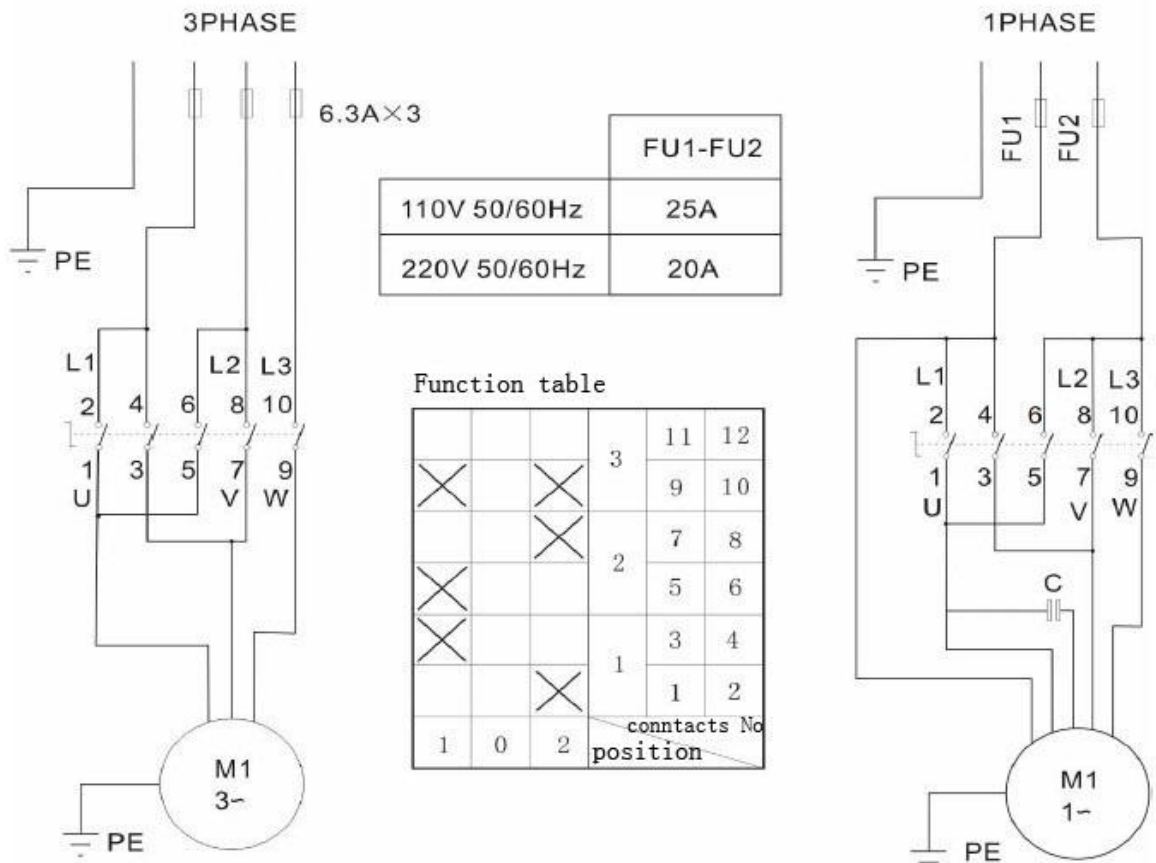 3PHASE
6.3A×3
PE
L1 L2 L3
2 4 6 8 10
1 3 5 7 9
U V W
M1
3~
PE
FU1-FU2
110V 50/60Hz 25A
220V 50/60Hz 20A
Function table
3 11 12
9 10
2 7 8
5 6
1 3 4
1 2
conntacts No
1 0 2 position
1PHASE
FU1 FU2
PE
L1 L2 L3
2 4 6 8 10
1 3 5 7 9
U V W
C
M1
1~
PE